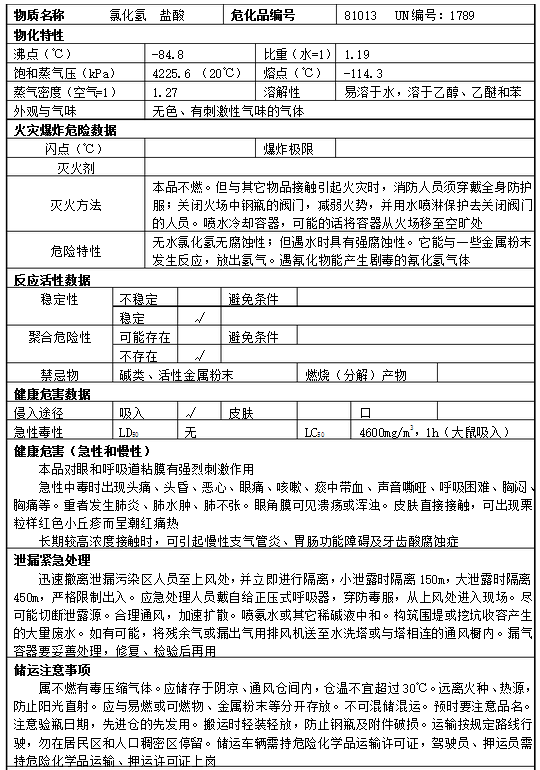 物质名称 氯化氢 盐酸 危化品编号 81013 UN编号：1789
物化特性
沸点（℃） -84.8 比重（水=1） 1.19
饱和蒸气压（kPa） 4225.6（20℃） 熔点（℃） -114.3
蒸气密度（空气=1） 1.27 溶解性 易溶于水，溶于乙醇、乙醚和苯
外观与气味 无色、有刺激性气味的气体
火灾爆炸危险数据
闪点（℃） 爆炸极限
灭火剂
灭火方法 本品不燃。但与其它物品接触引起火灾时，消防人员须穿戴全身防护
服；关闭火场中钢瓶的阀门，减弱火势，并用水喷淋保护去关闭阀门
的人员。喷水冷却容器，可能的话将容器从火场移至空旷处
危险特性 无水氯化氢无腐蚀性；但遇水时具有强腐蚀性。它能与一些金属粉末
发生反应，放出氢气。遇氰化物能产生剧毒的氰化氢气体
反应活性数据
稳定性 不稳定 避免条件
稳定 √
聚合危险性 可能存在 避免条件
不存在 √
禁忌物 碱类、活性金属粉末 燃烧（分解）产物
健康危害数据
侵入途径 吸入 √ 皮肤 口
急性毒性 LD50 无 LC50 4600mg/m3，1h（大鼠吸入）
健康危害（急性和慢性）
本品对眼和呼吸道粘膜有强烈刺激作用
急性中毒时出现头痛、头昏、恶心、眼痛、咳嗽、痰中带血、声音嘶哑、呼吸困难、胸闷、
胸痛等。重者发生肺炎、肺水肿、肺不张。眼角膜可见溃疡或浑浊。皮肤直接接触，可出现栗
粒样红色小丘疹而呈潮红痛热
长期较高浓度接触时，可引起慢性支气管炎、胃肠功能障碍及牙齿酸腐蚀症
泄漏紧急处理
迅速撤离泄漏污染区人员至上风处，并立即进行隔离，小泄露时隔离150m，大泄露时隔离
450m，严格限制出入。应急处理人员戴自给正压式呼吸器，穿防毒服，从上风处进入现场。尽
可能切断泄露源。合理通风，加速扩散。喷氨水或其它稀碱液中和。构筑围堤或挖坑收容产生
的大量废水。如有可能，将残余气或漏出气用排风机送至水洗塔或与塔相连的通风橱内。漏气
容器要妥善处理，修复、检验后再用
储运注意事项
属不燃有毒压缩气体。应储存于阴凉、通风仓间内，仓温不宜超过30℃。远离火种、热源，
防止阳光直射。应与易燃或可燃物、金属粉末等分开存放。不可混储混运。预时要注意品名。
注意验瓶日期，先进仓的先发用。搬运时轻装轻放，防止钢瓶及附件破损。运输按规定路线行
驶，勿在居民区和人口稠密区停留。储运车辆需持危险化学品运输许可证，驾驶员、押运员需
持危险化学品运输、押运许可证上岗